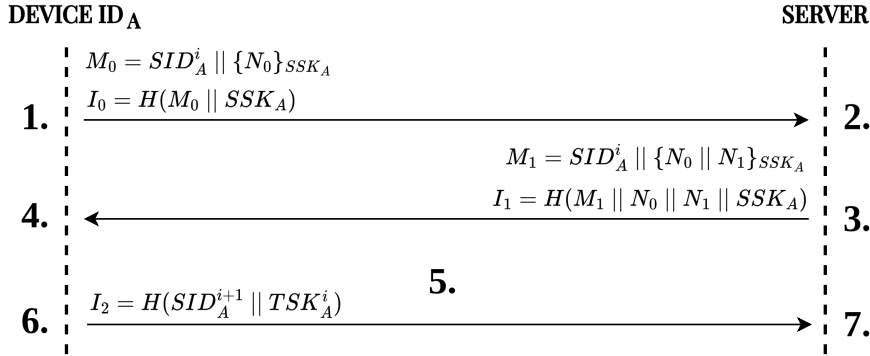 DEVICE ID_A SERVER
M_0 = SID_A^i || {N_0}_{SSK_A}
I_0 = H(M_0 || SSK_A)
1. 2.
M_1 = SID_A^i || {N_0 || N_1}_{SSK_A}
I_1 = H(M_1 || N_0 || N_1 || SSK_A)
4. 3.
5.
I_2 = H(SID_A^{i+1} || TSK_A^i)
6. 7.